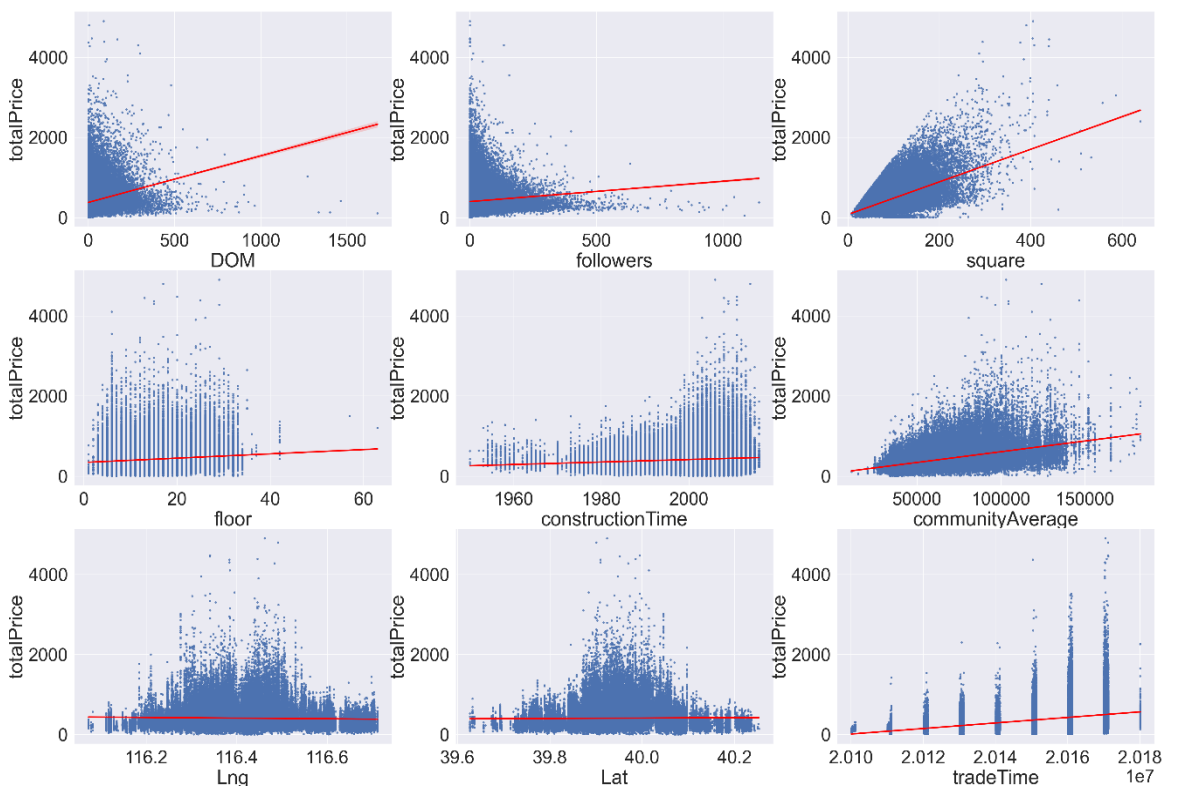 totalPrice
4000
2000
0
0 500 1000 1500
DOM
totalPrice
4000
2000
0
0 500 1000
followers
totalPrice
4000
2000
0
0 200 400 600
square
totalPrice
4000
2000
0
0 20 40 60
floor
totalPrice
4000
2000
0
1960 1980 2000
constructionTime
totalPrice
4000
2000
0
50000 100000 150000
communityAverage
totalPrice
4000
2000
0
116.2 116.4 116.6
Lng
totalPrice
4000
2000
0
39.6 39.8 40.0 40.2
Lat
totalPrice
4000
2000
0
2.010 2.012 2.013 2.014 2.015 2.016 2.018
1e7
tradeTime